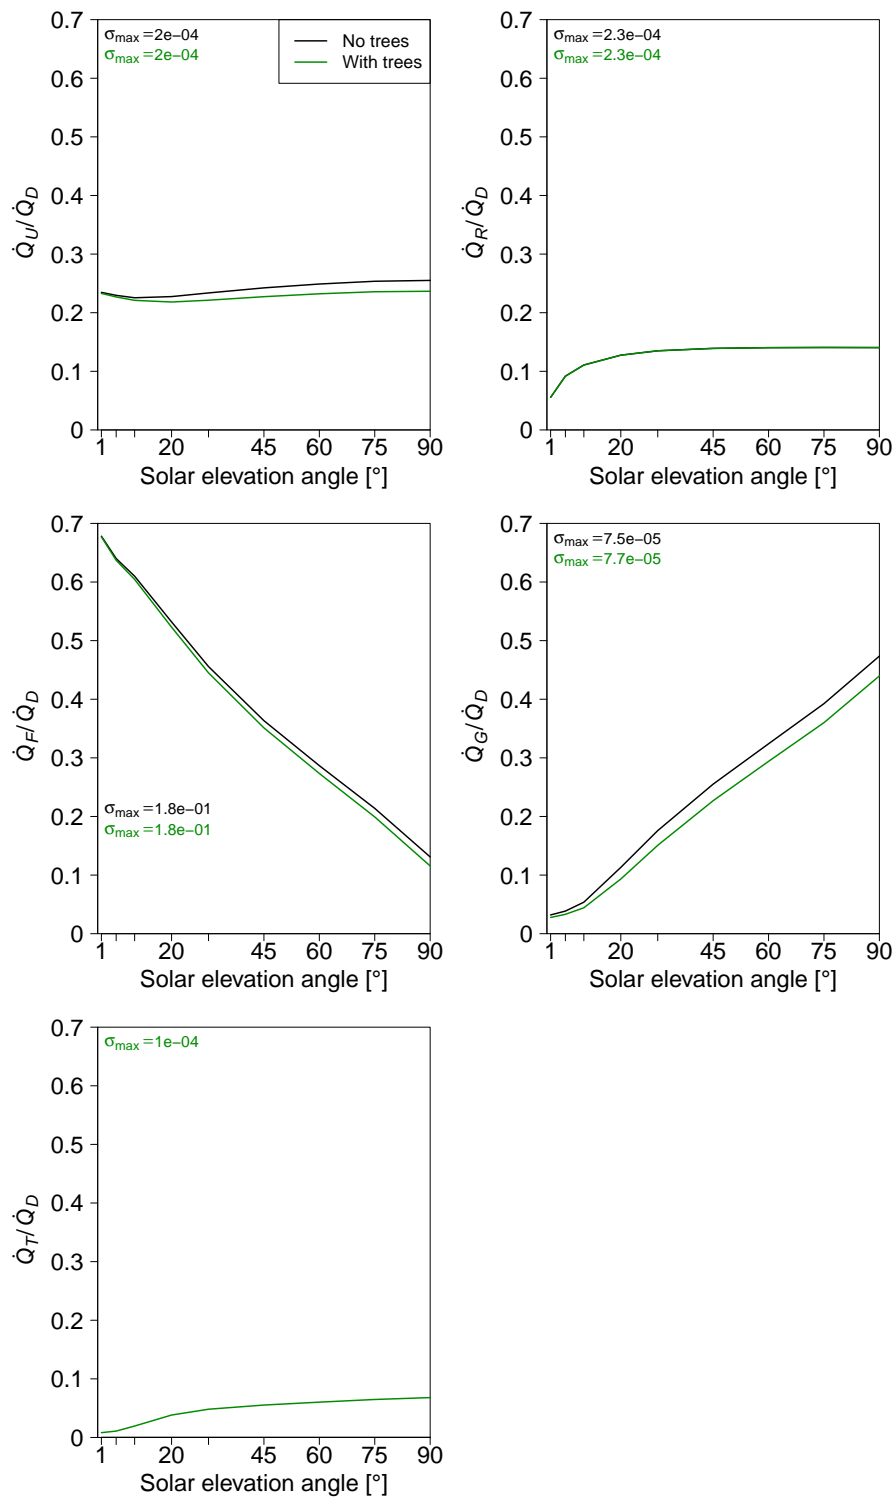 σmax =2e−04
σmax =2e−04
No trees
With trees
0.7
0.6
0.5
0.4
0.3
0.2
0.1
0
Q̇U/Q̇D
1 20 45 60 75 90
Solar elevation angle [°]
σmax =2.3e−04
σmax =2.3e−04
0.7
0.6
0.5
0.4
0.3
0.2
0.1
0
Q̇R/Q̇D
1 20 45 60 75 90
Solar elevation angle [°]
0.7
0.6
0.5
0.4
0.3
0.2
0.1
0
Q̇F/Q̇D
σmax =1.8e−01
σmax =1.8e−01
1 20 45 60 75 90
Solar elevation angle [°]
σmax =7.5e−05
σmax =7.7e−05
0.7
0.6
0.5
0.4
0.3
0.2
0.1
0
Q̇G/Q̇D
1 20 45 60 75 90
Solar elevation angle [°]
σmax =1e−04
0.7
0.6
0.5
0.4
0.3
0.2
0.1
0
Q̇T/Q̇D
1 20 45 60 75 90
Solar elevation angle [°]